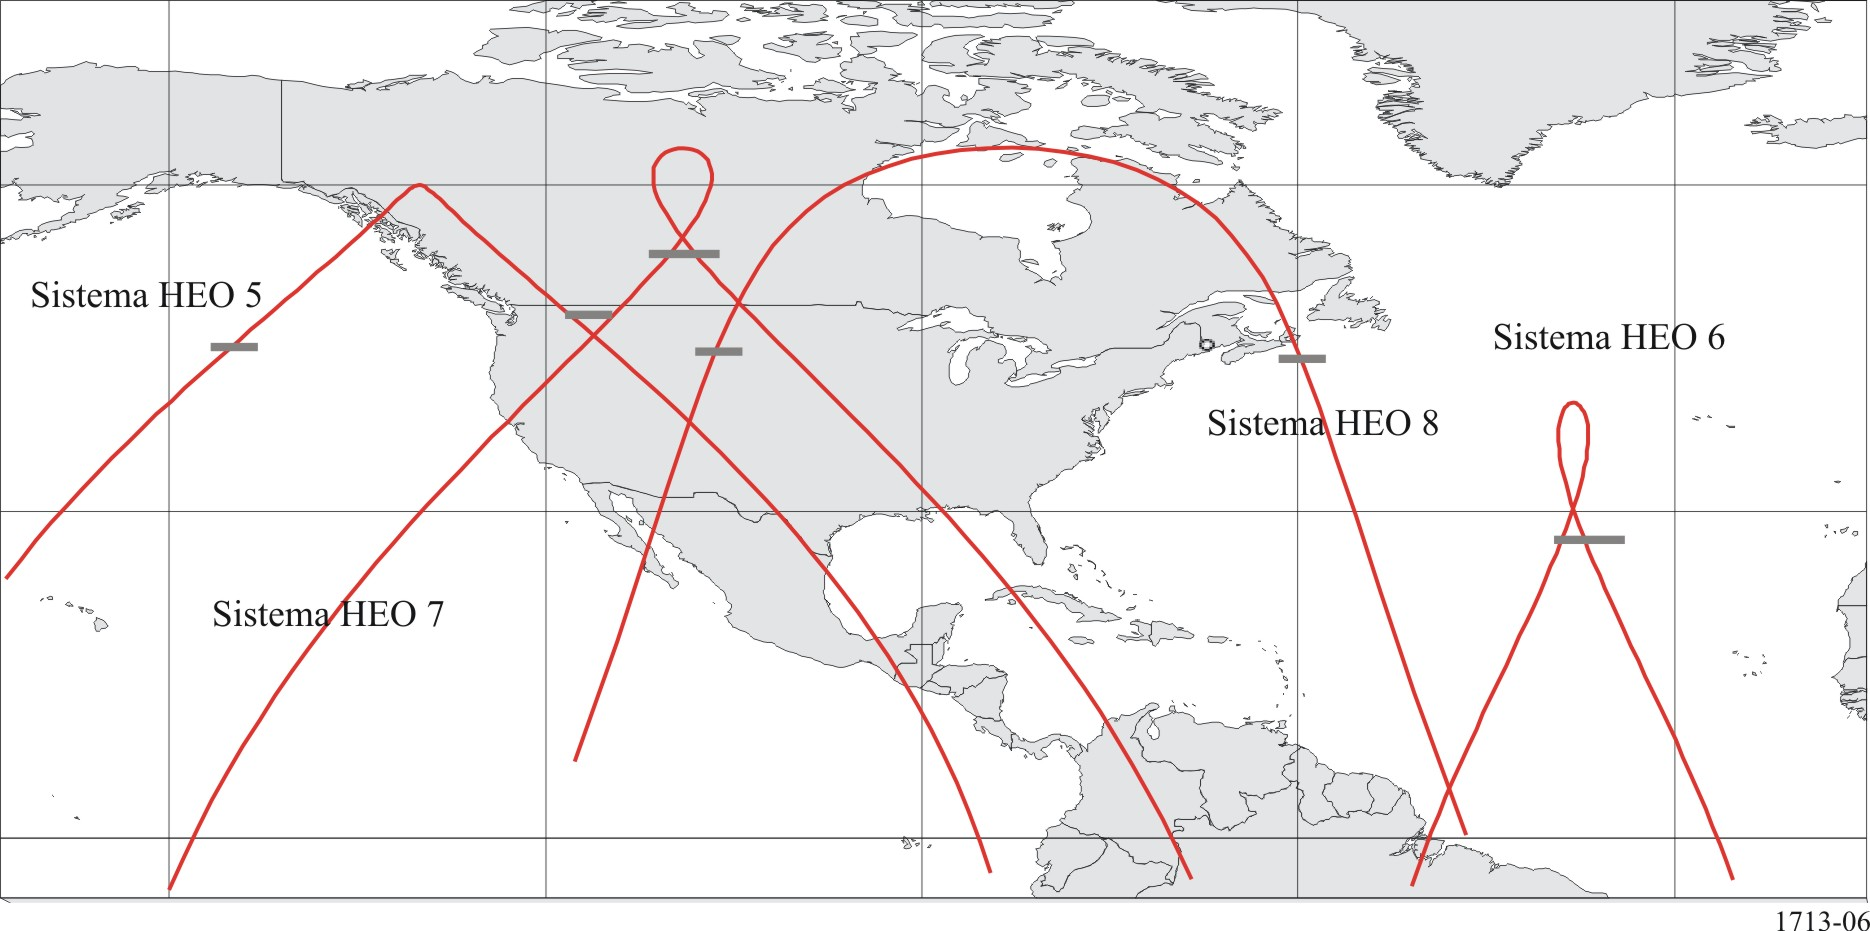 Sistema HEO 5
Sistema HEO 6
Sistema HEO 8
Sistema HEO 7
1713-06